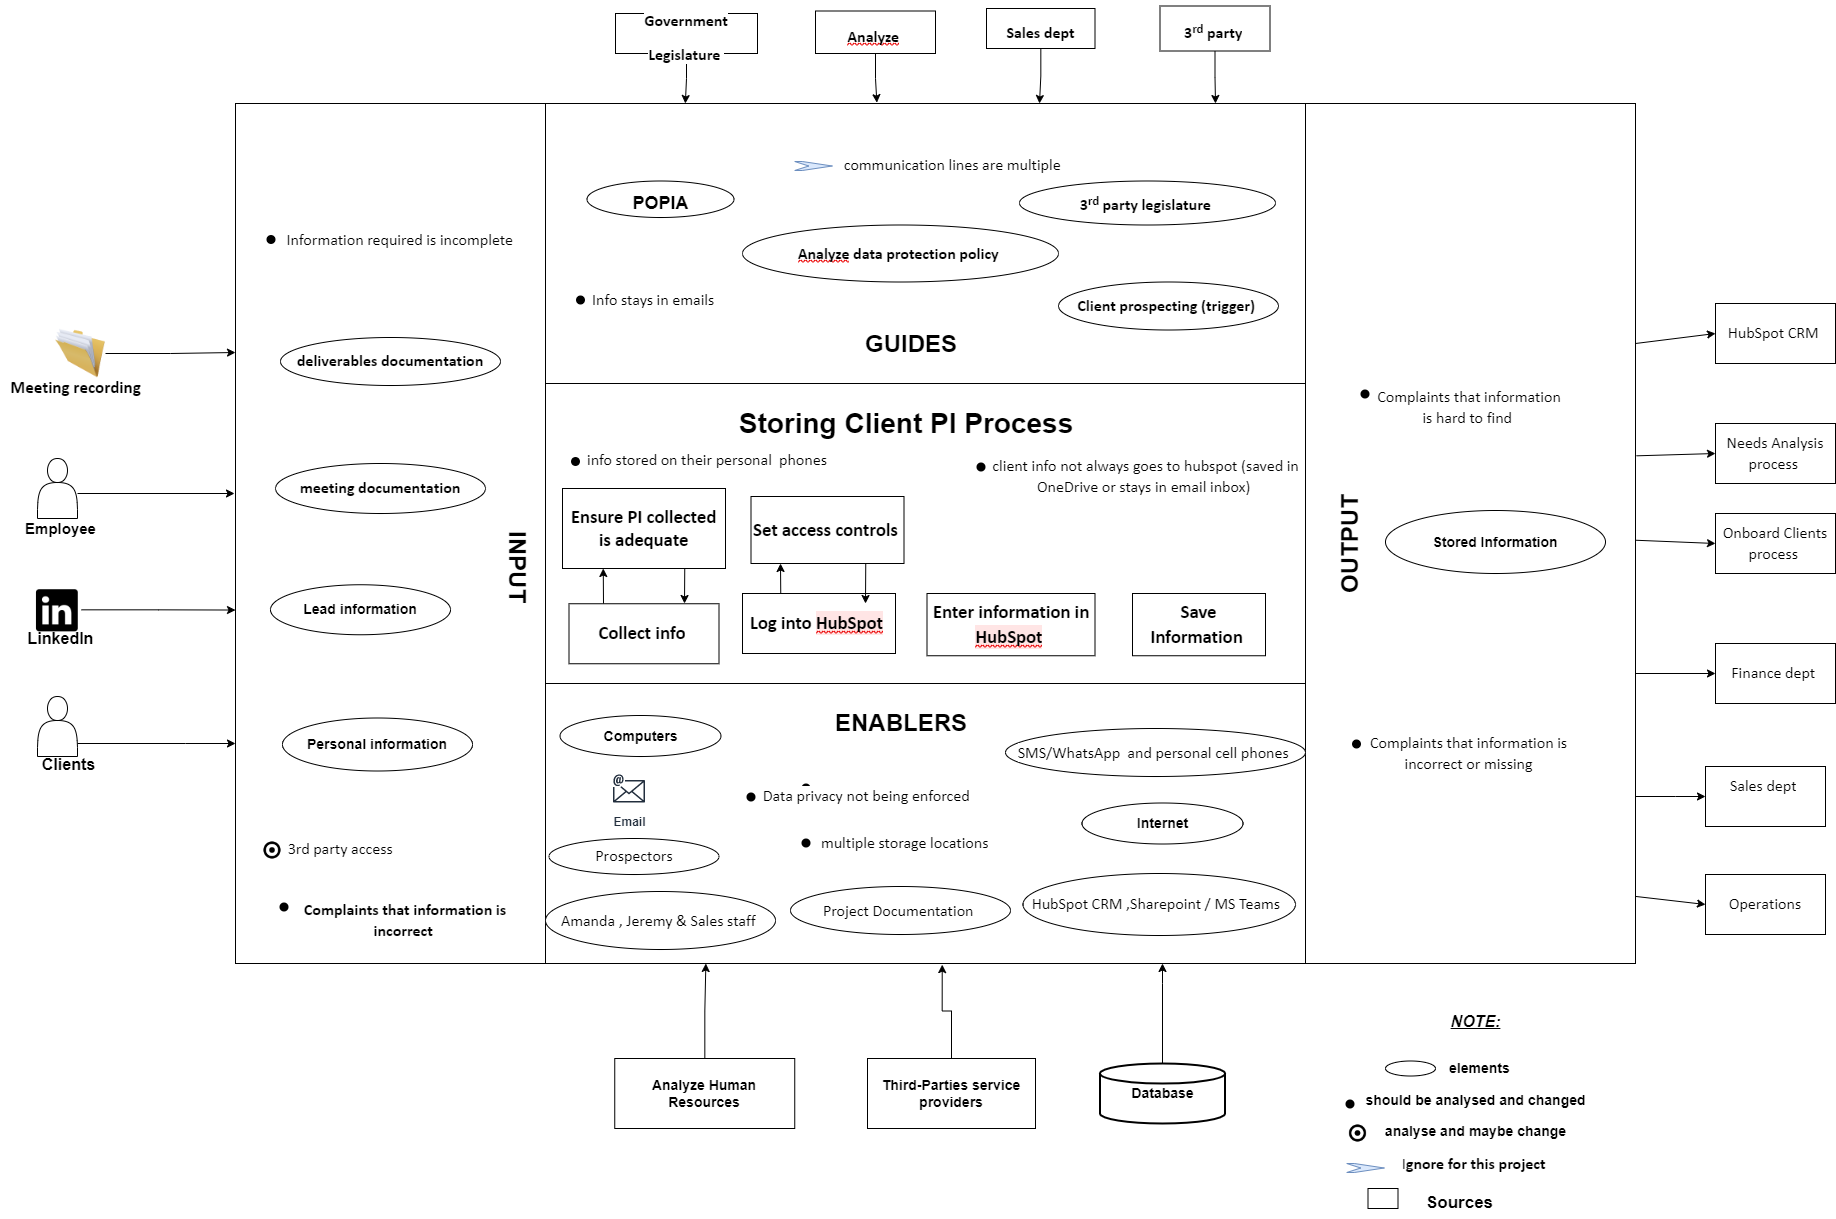 Government
Legislature
Analyze
Sales dept
3rd party
communication lines are multiple
POPIA
3rd party legislature
Analyze data protection policy
Info stays in emails
Client prospecting (trigger)
GUIDES
Information required is incomplete
deliverables documentation
meeting documentation
Lead information
Personal information
3rd party access
Complaints that information is
incorrect
INPUT
Meeting recording
Employee
LinkedIn
Clients
Storing Client PI Process
info stored on their personal phones
client info not always goes to hubspot (saved in
OneDrive or stays in email inbox)
Ensure PI collected
is adequate
Set access controls
Collect info
Log into HubSpot
Enter information in
HubSpot
Save
Information
ENABLERS
Computers
SMS/WhatsApp and personal cell phones
Email
Data privacy not being enforced
Internet
multiple storage locations
Prospectors
Amanda , Jeremy & Sales staff
Project Documentation
HubSpot CRM ,Sharepoint / MS Teams
OUTPUT
Complaints that information
is hard to find
Stored Information
Complaints that information is
incorrect or missing
HubSpot CRM
Needs Analysis
process
Onboard Clients
process
Finance dept
Sales dept
Operations
Analyze Human
Resources
Third-Parties service
providers
Database
NOTE:
elements
should be analysed and changed
analyse and maybe change
Ignore for this project
Sources